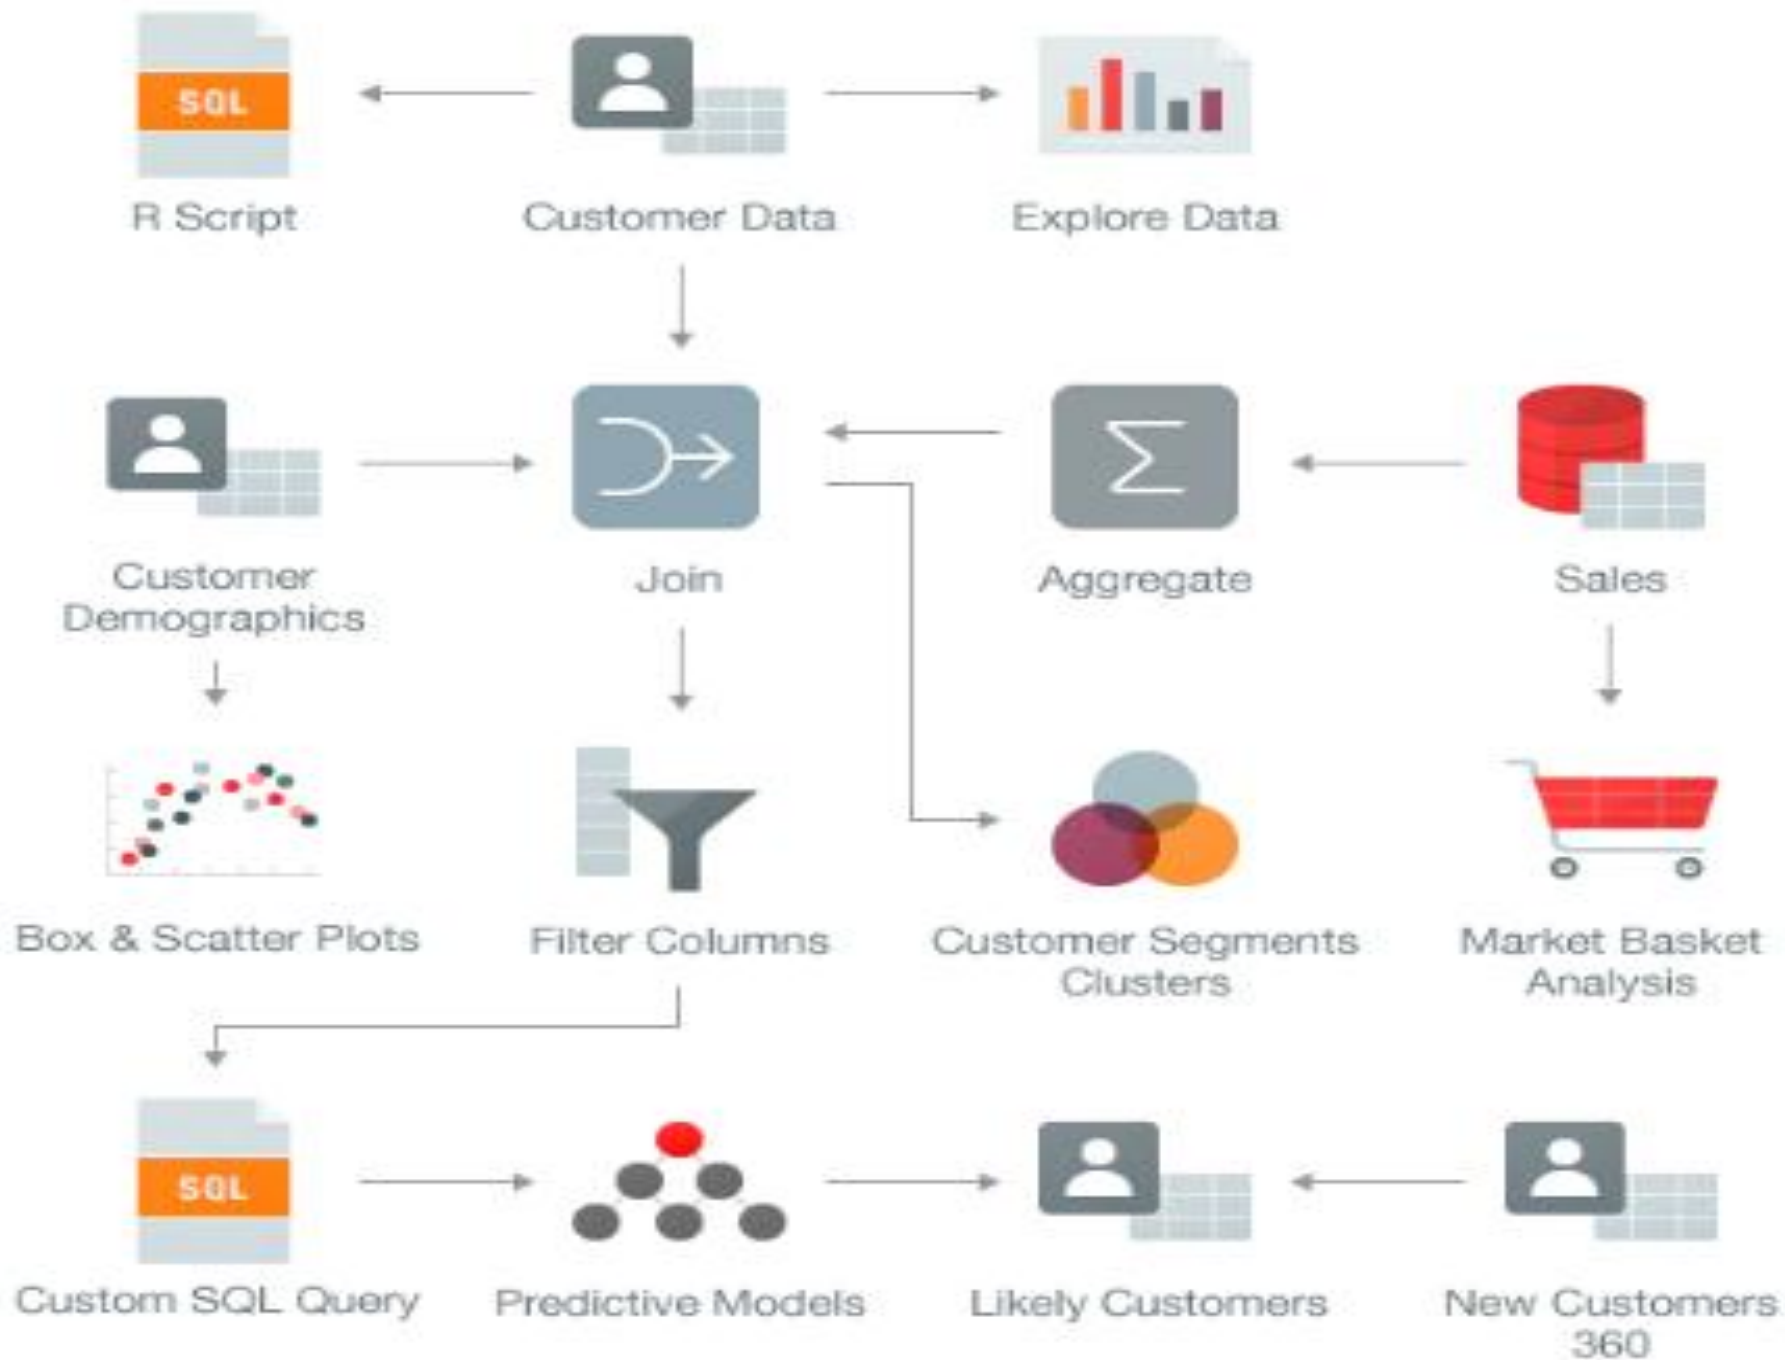 SQL
R Script
Customer Data
Explore Data
Customer
Demographics
Join
Aggregate
Sales
Box & Scatter Plots
Filter Columns
Customer Segments
Clusters
Market Basket
Analysis
SQL
Custom SQL Query
Predictive Models
Likely Customers
New Customers
360